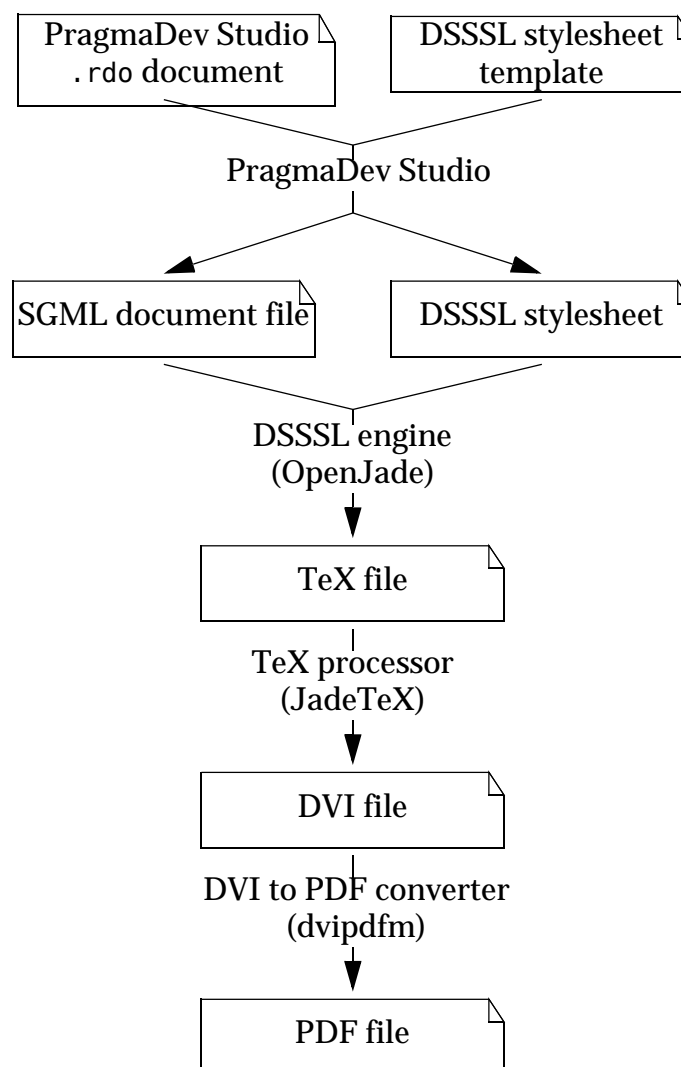 PragmaDev Studio
.rdo document
DSSSL stylesheet
template
PragmaDev Studio
SGML document file
DSSSL stylesheet
DSSSL engine
(OpenJade)
TeX file
TeX processor
(JadeTeX)
DVI file
DVI to PDF converter
(dvipdfm)
PDF file